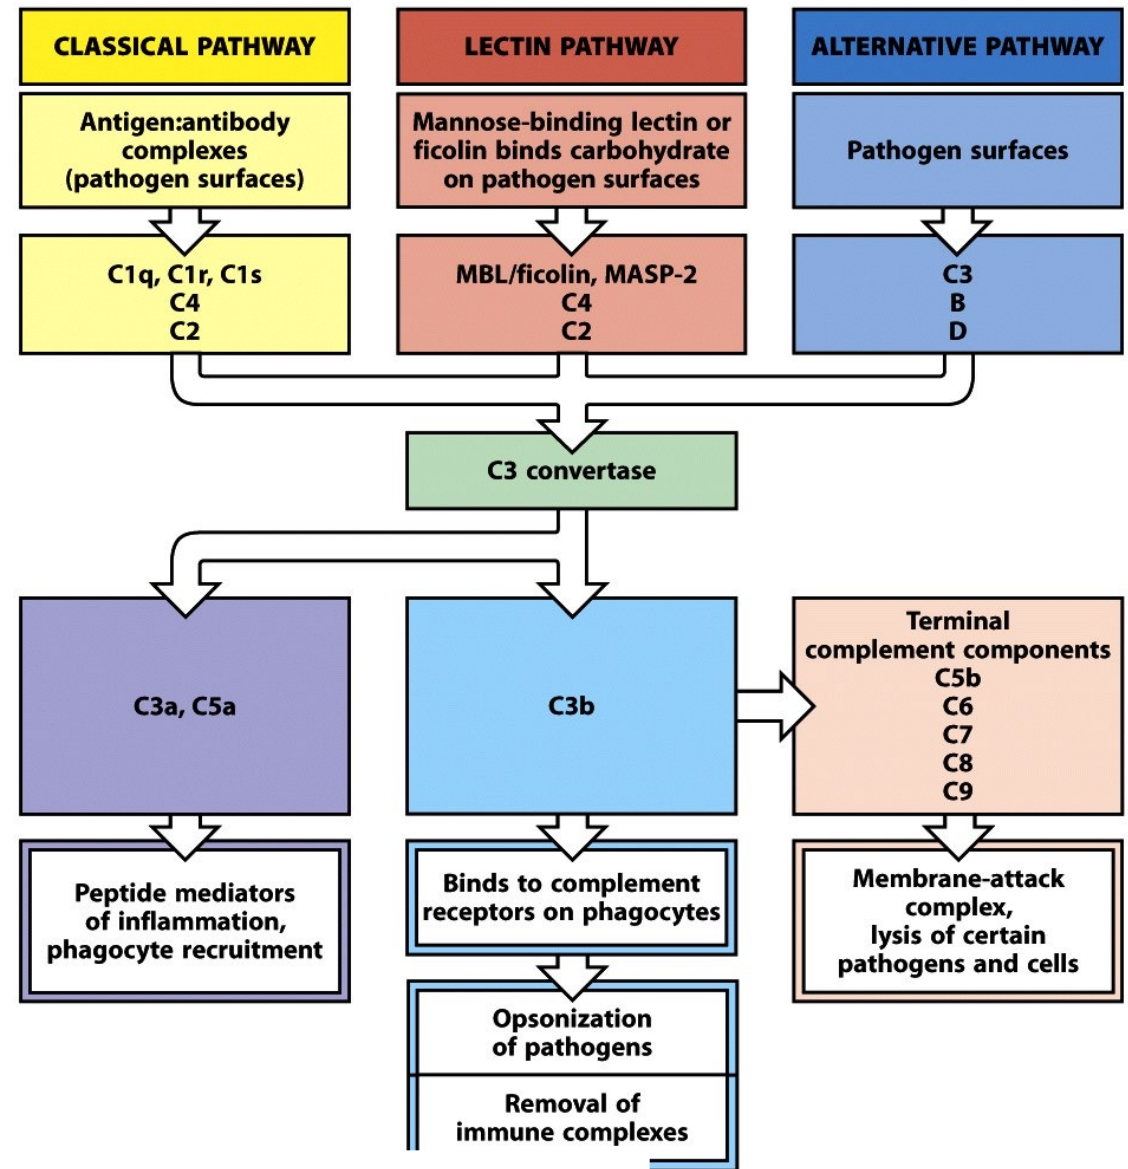 CLASSICAL PATHWAY
LECTIN PATHWAY
ALTERNATIVE PATHWAY
Antigen:antibody
complexes
(pathogen surfaces)
Mannose-binding lectin or
ficolin binds carbohydrate
on pathogen surfaces
Pathogen surfaces
C1q, C1r, C1s
C4
C2
MBL/ficolin, MASP-2
C4
C2
C3
B
D
C3 convertase
C3a, C5a
C3b
Terminal
complement components
C5b
C6
C7
C8
C9
Peptide mediators
of inflammation,
phagocyte recruitment
Binds to complement
receptors on phagocytes
Membrane-attack
complex,
lysis of certain
pathogens and cells
Opsonization
of pathogens
Removal of
immune complexes